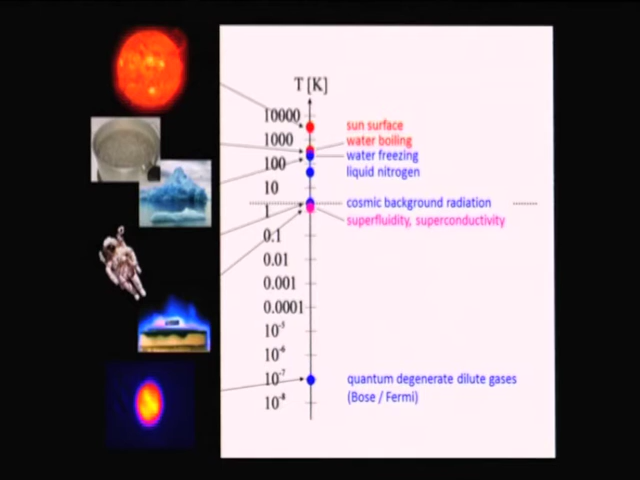 T [K]
10000
sun surface
1000
water boiling
water freezing
100
liquid nitrogen
10
cosmic background radiation
1
superfluidity, superconductivity
0.1
0.01
0.001
0.0001
10⁻⁵
10⁻⁶
10⁻⁷
quantum degenerate dilute gases
(Bose / Fermi)
10⁻⁸